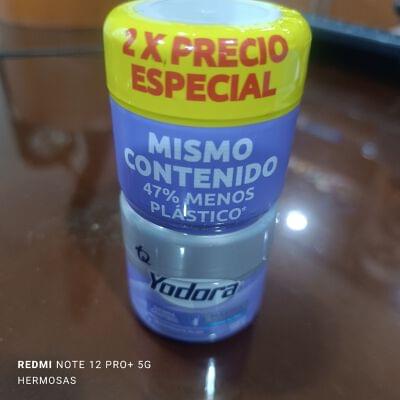 2 X PRECIO
ESPECIAL
MISMO
CONTENIDO
47% MENOS
PLÁSTICO*
Yodora
REDMI NOTE 12 PRO+ 5G
HERMOSAS